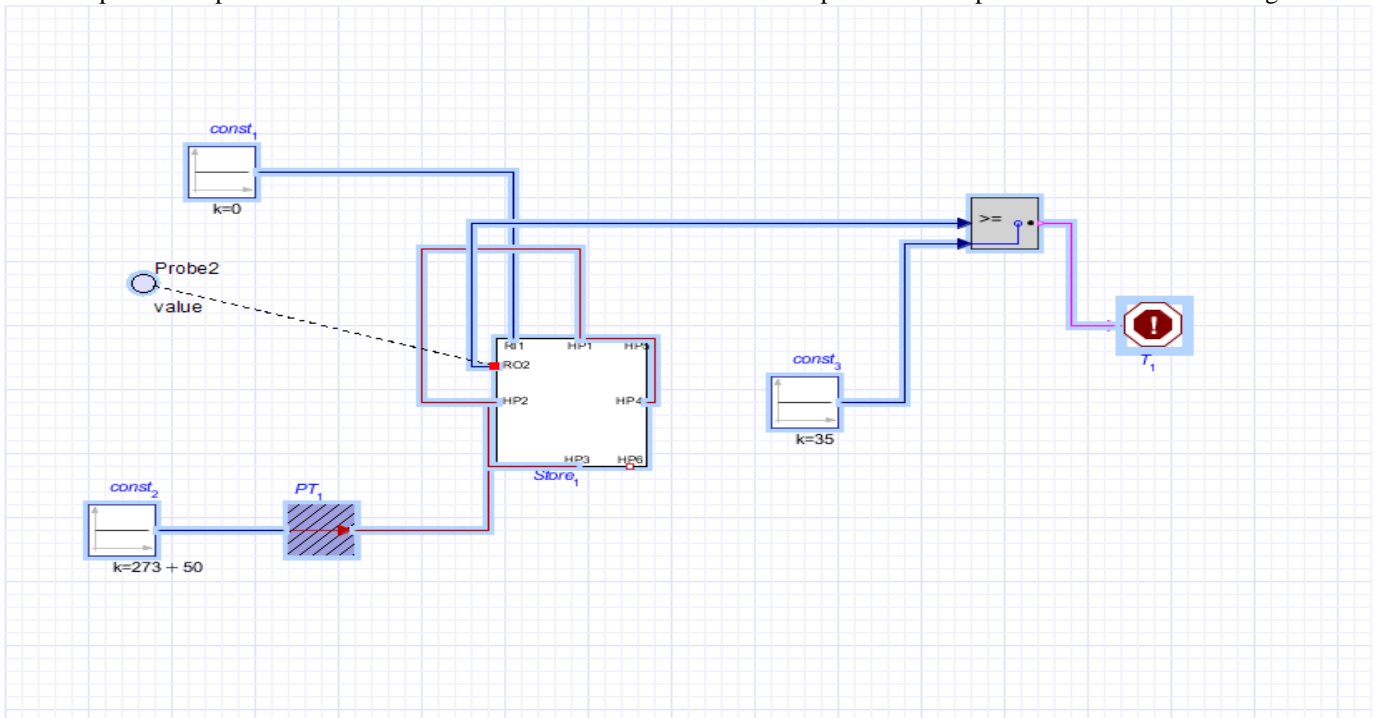 const1
k=0
Probe2
value
>=
RI1 HP1 HP5
RO2
HP2 HP4
HP3 HP6
Store1
const3
k=35
!
T1
const2
PT1
k=273 + 50